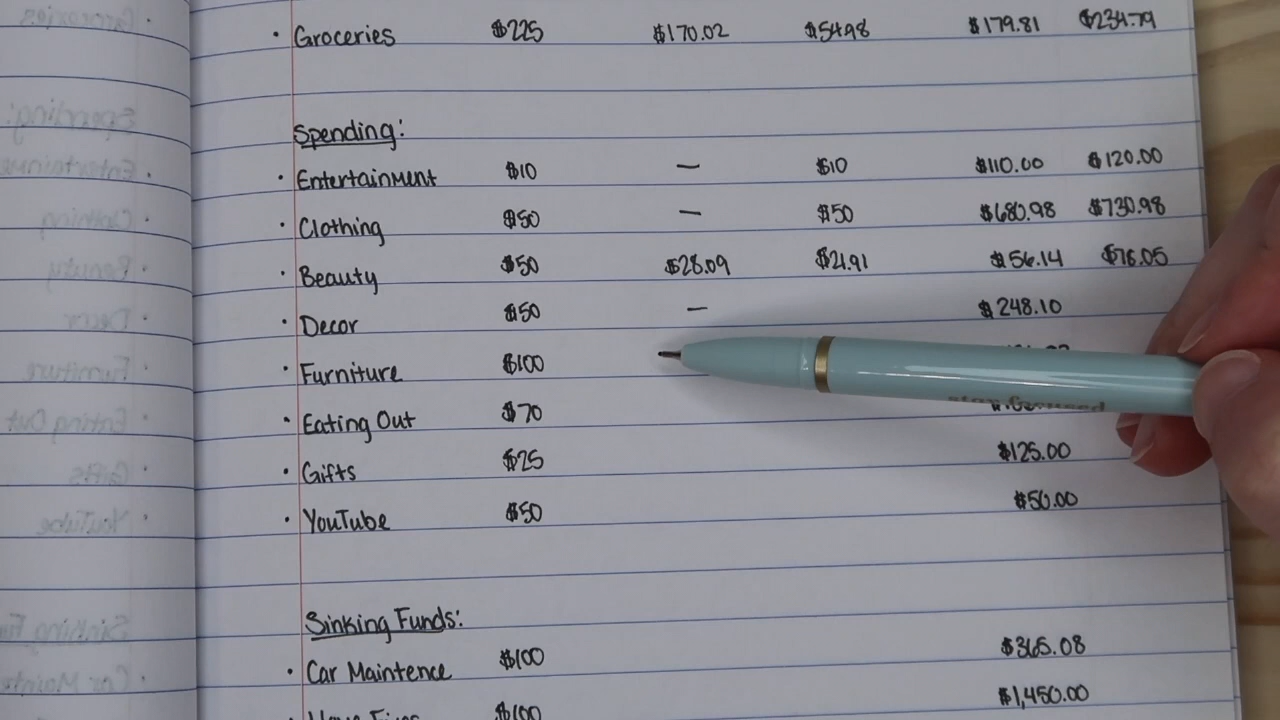 • Groceries $225 $170.02 $54.98 $179.81 $234.79
Spending:
• Entertainment $10 — $10 $110.00 $120.00
• Clothing $50 — $50 $680.98 $730.98
• Beauty $50 $28.09 $21.91 $54.14 $76.05
• Decor $50 — $248.10
• Furniture $100
• Eating Out $70
• Gifts $25 $125.00
• YouTube $50 $50.00
Sinking Funds:
• Car Maintence $100 $365.08
$100 $1,450.00